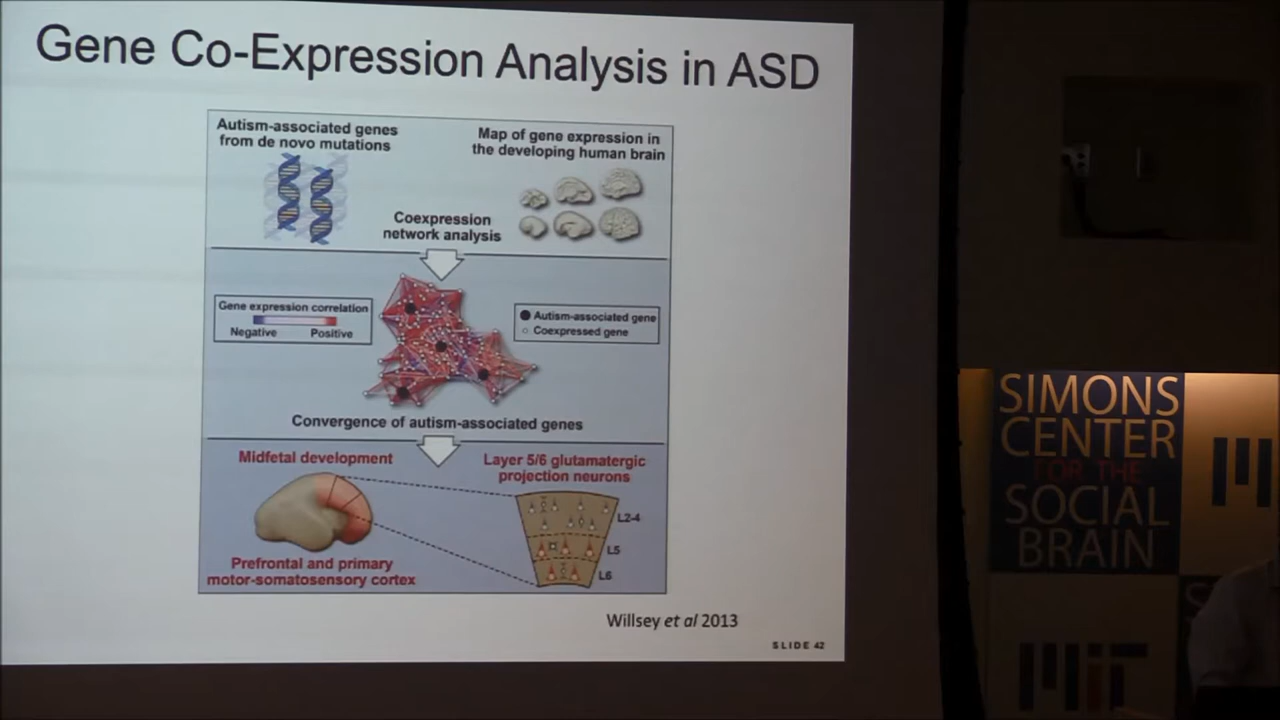 Gene Co-Expression Analysis in ASD
Autism-associated genes
from de novo mutations
Map of gene expression in
the developing human brain
Coexpression
network analysis
Gene expression correlation
Negative
Positive
Autism-associated gene
Coexpressed gene
Convergence of autism-associated genes
Midfetal development
Layer 5/6 glutamatergic
projection neurons
L2-4
L5
L6
Prefrontal and primary
motor-somatosensory cortex
Willsey et al 2013
SLIDE 42
SIMONS
CENTER
FOR THE
SOCIAL
BRAIN
MIT